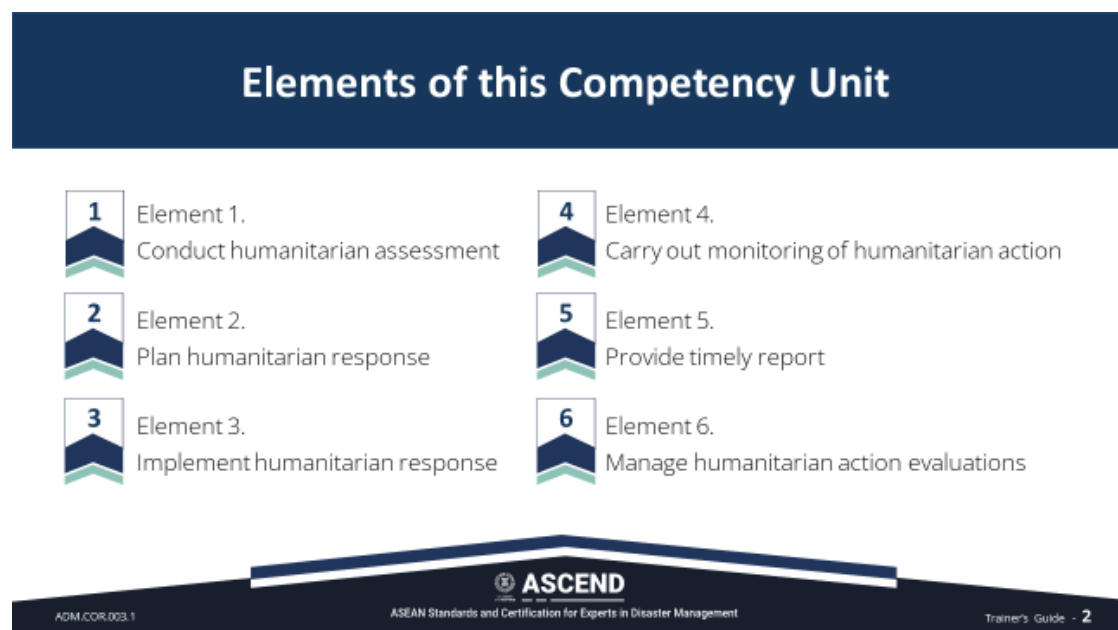 Elements of this Competency Unit
1
Element 1.
Conduct humanitarian assessment
2
Element 2.
Plan humanitarian response
3
Element 3.
Implement humanitarian response
4
Element 4.
Carry out monitoring of humanitarian action
5
Element 5.
Provide timely report
6
Element 6.
Manage humanitarian action evaluations
ASCEND
ASEAN Standards and Certification for Experts in Disaster Management
ADM.COR.003.1
Trainer's Guide - 2